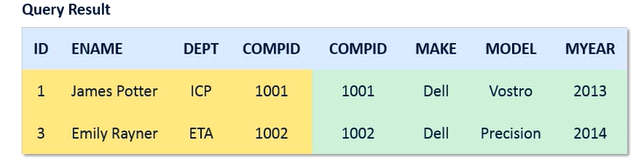 Query Result
ID ENAME DEPT COMPID COMPID MAKE MODEL MYEAR
1 James Potter ICP 1001 1001 Dell Vostro 2013
3 Emily Rayner ETA 1002 1002 Dell Precision 2014